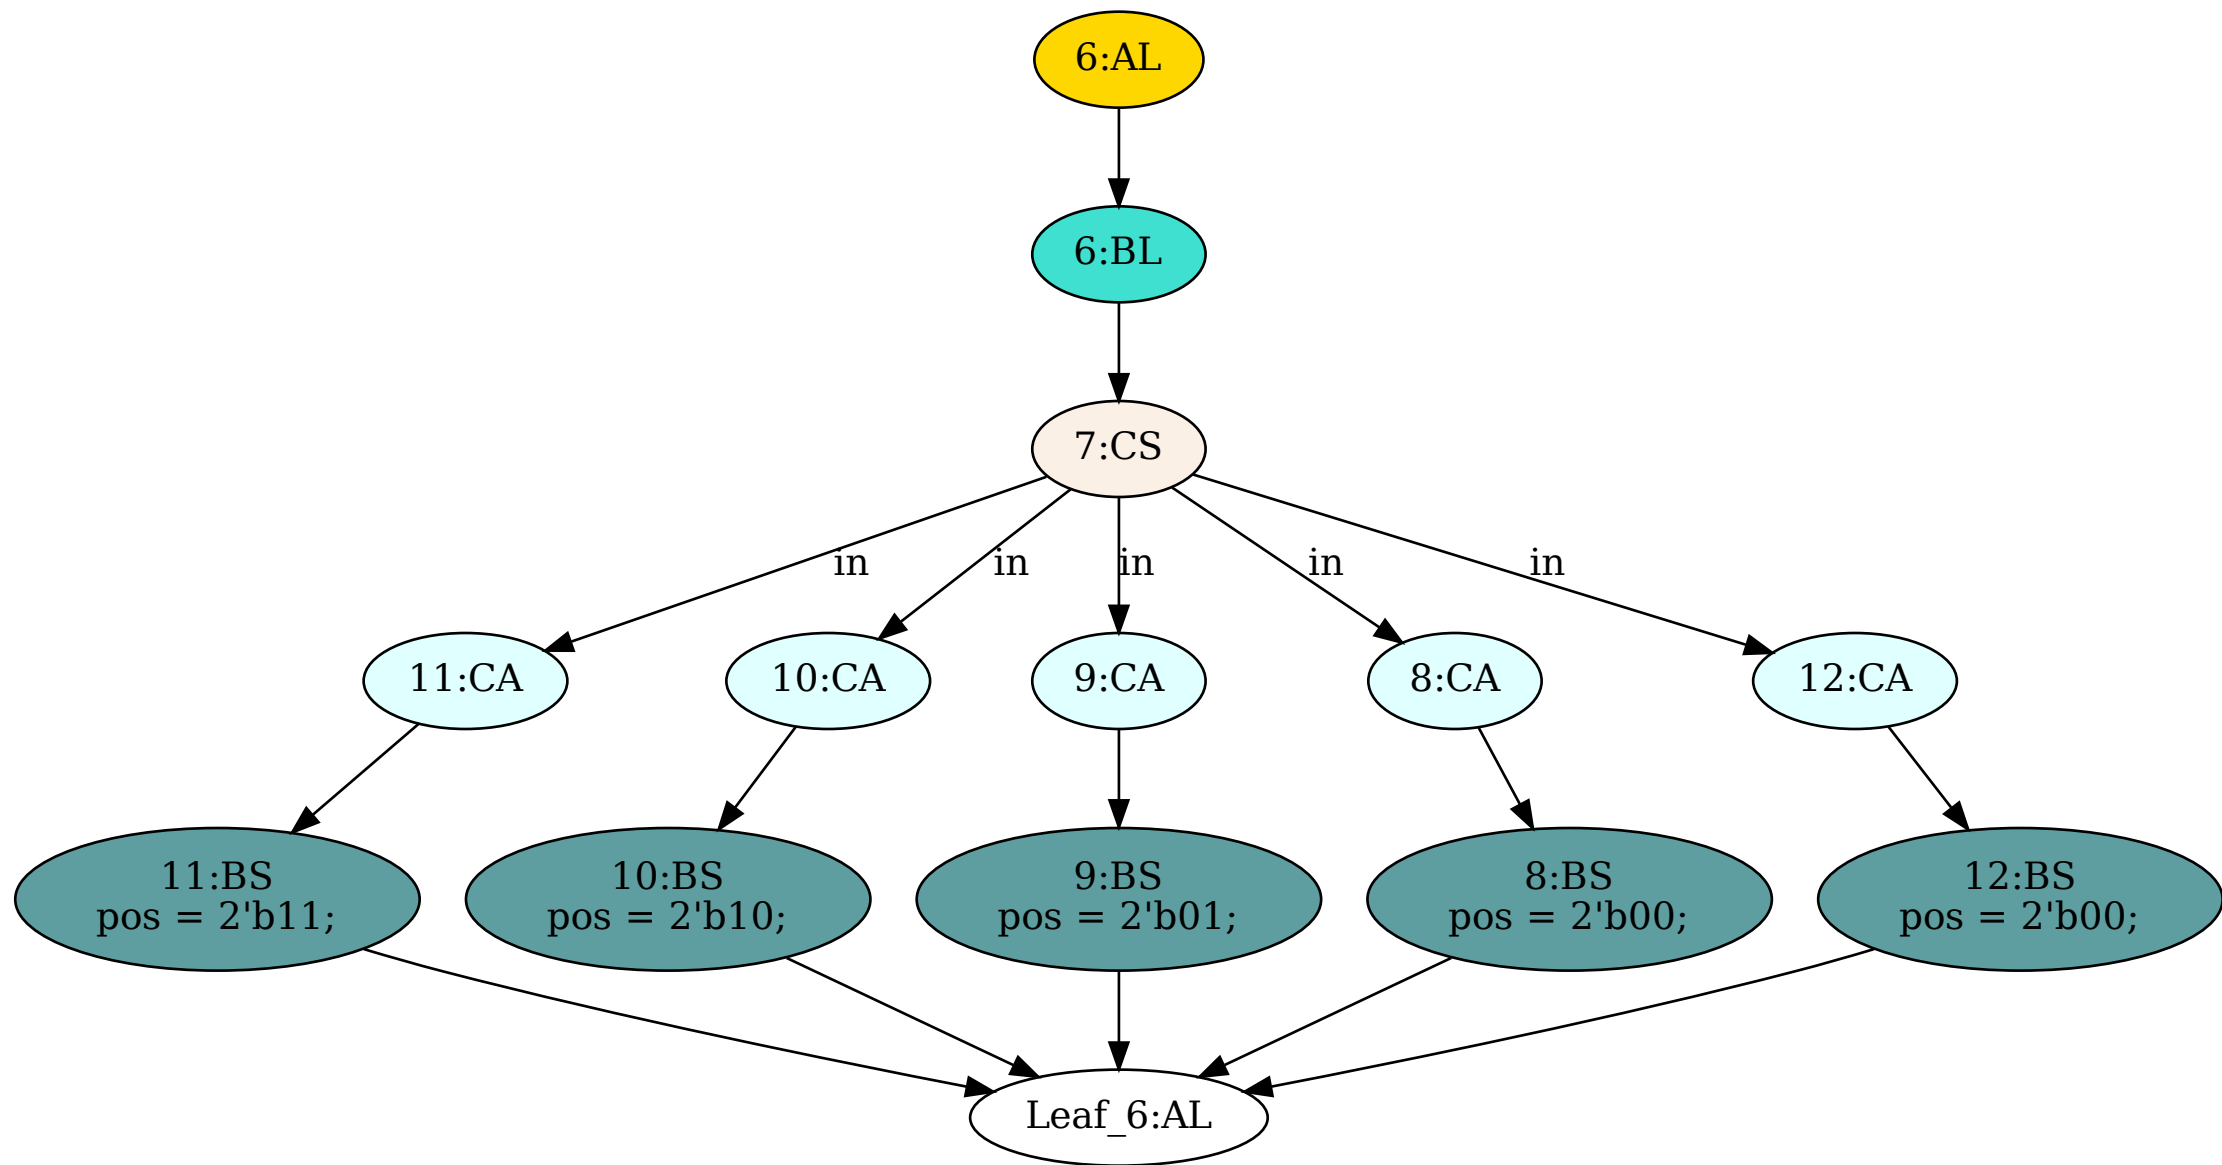 6:AL
6:BL
7:CS
in
in
in
in
in
11:CA
10:CA
9:CA
8:CA
12:CA
11:BS
pos = 2'b11;
10:BS
pos = 2'b10;
9:BS
pos = 2'b01;
8:BS
pos = 2'b00;
12:BS
pos = 2'b00;
Leaf_6:AL